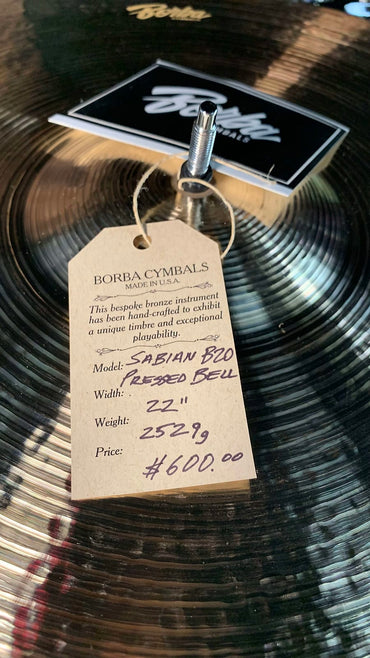 Borba
Borba
CYMBALS
BORBA CYMBALS
MADE IN U.S.A.
This bespoke bronze instrument
has been hand-crafted to exhibit
a unique timbre and exceptional
playability.
Model: SABIAN B20
PRESSED BELL
Width:
22"
Weight:
2529g
Price:
$600.00